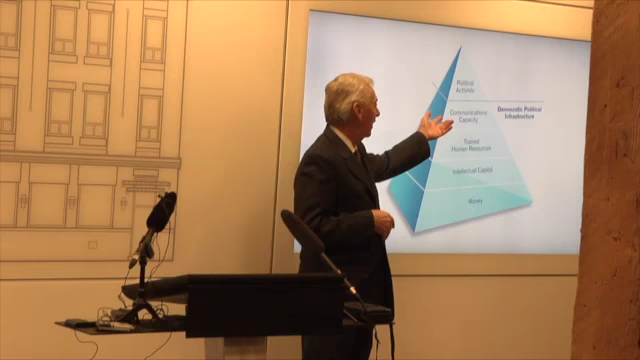 Political
Activists
Communications
Capacity
Democratic Political
Infrastructure
Trained
Human Resources
Intellectual Capital
Money